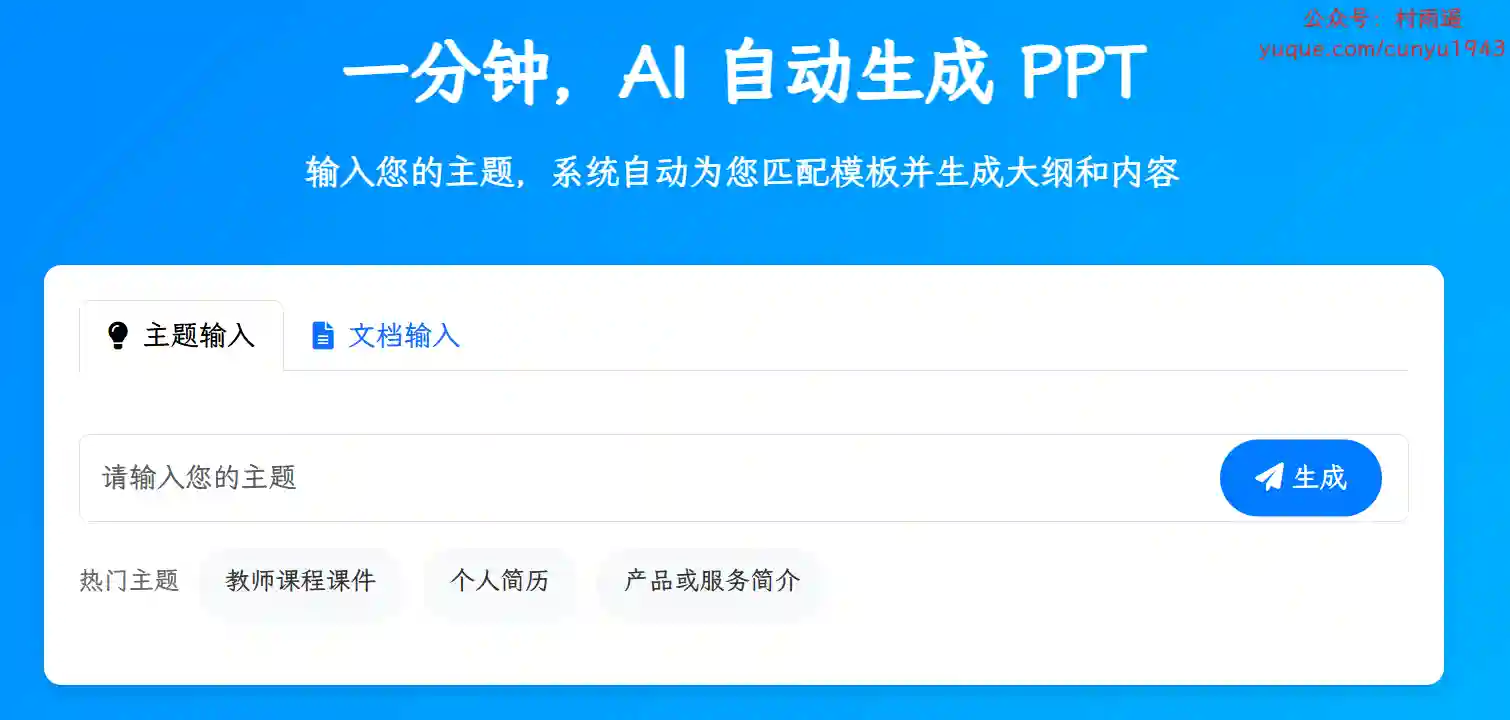 公众号：村雨遥
yuque.com/cunyu1943
一分钟，AI 自动生成 PPT
输入您的主题，系统自动为您匹配模板并生成大纲和内容
主题输入 文档输入
请输入您的主题 生成
热门主题 教师课程课件 个人简历 产品或服务简介